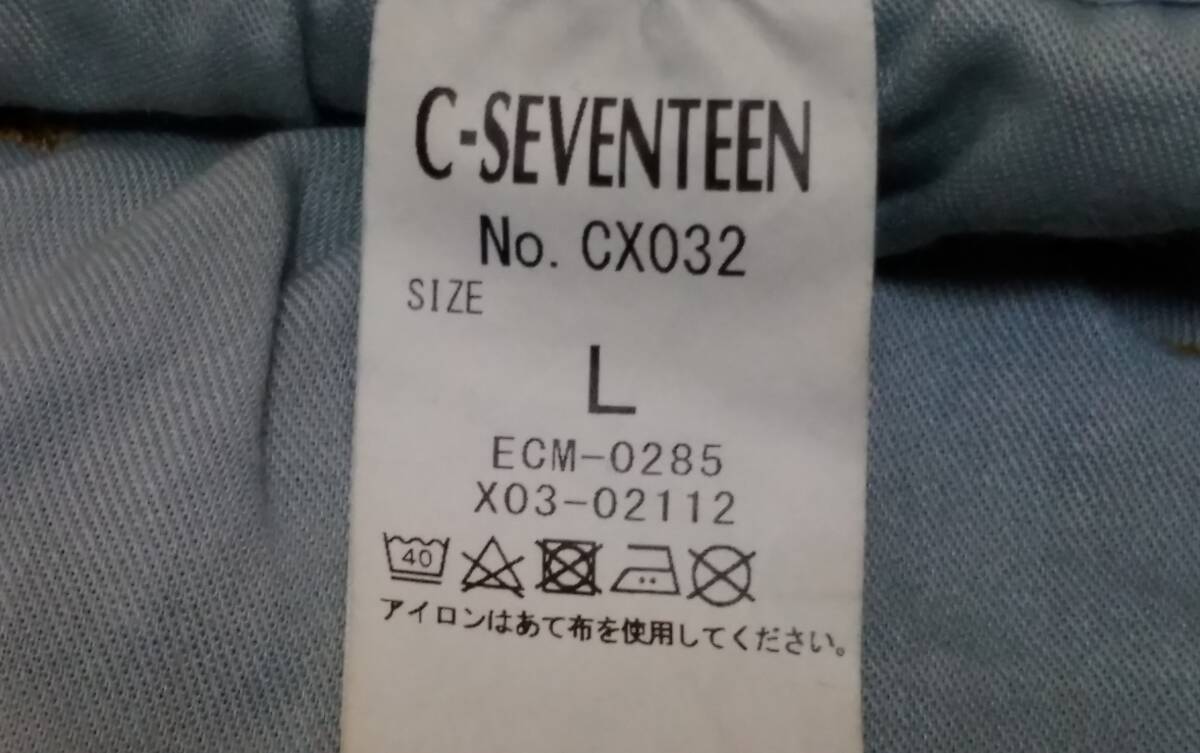 C-SEVENTEEN
No. CX032
SIZE
L
ECM-0285
X03-02112
40
アイロンはあて布を使用してください。